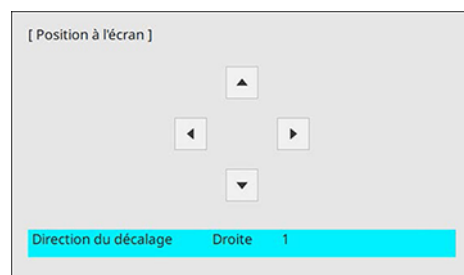 [ Position à l'écran ]
Direction du décalage Droite 1